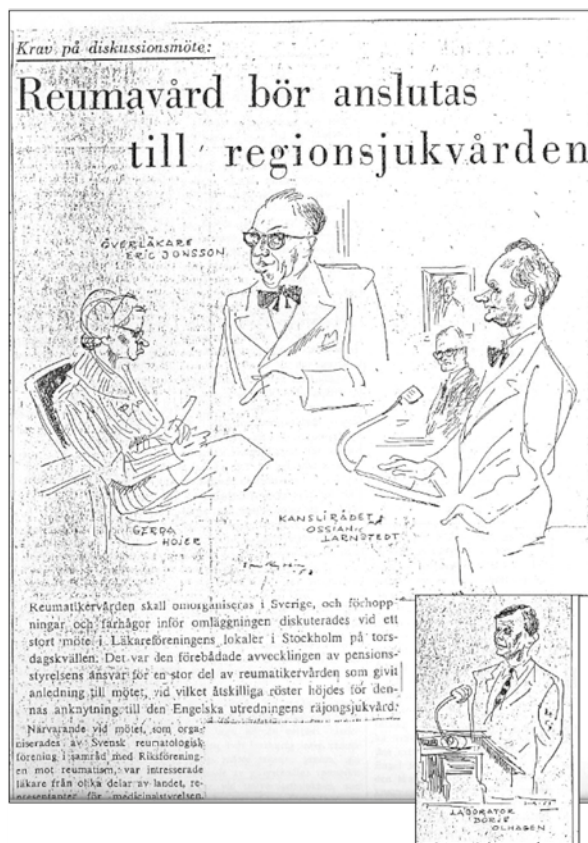 Krav på diskussionsmöte:
Reumavård bör anslutas
till regionsjukvården
ÖVERLÄKARE
ERIC JONSSON
GERDA
HÖJER
KANSLIRÅDET
OSSIAN
LARNSTEDT
Reumatikervården skall omorganiseras i Sverige, och förhopp-
ningar och farhågor inför omläggningen diskuterades vid ett
stort möte i Läkareföreningens lokaler i Stockholm på tors-
dagskvällen. Det var den förebådade avvecklingen av pensions-
styrelsens ansvar för en stor del av reumatikervården som givit
anledning till mötet, vid vilket åtskilliga röster höjdes för den-
nas anknytning till den Engelska utredningens räjongsjukvård.
Närvarande vid mötet, som orga-
niserades av Svensk reumatologisk
förening i samråd med Riksförening-
en mot reumatism, var intresserade
läkare från olika delar av landet, re-
presentanter för medicinalstyrelsen,
LABORATOR
BÖRJE
OLHAGEN